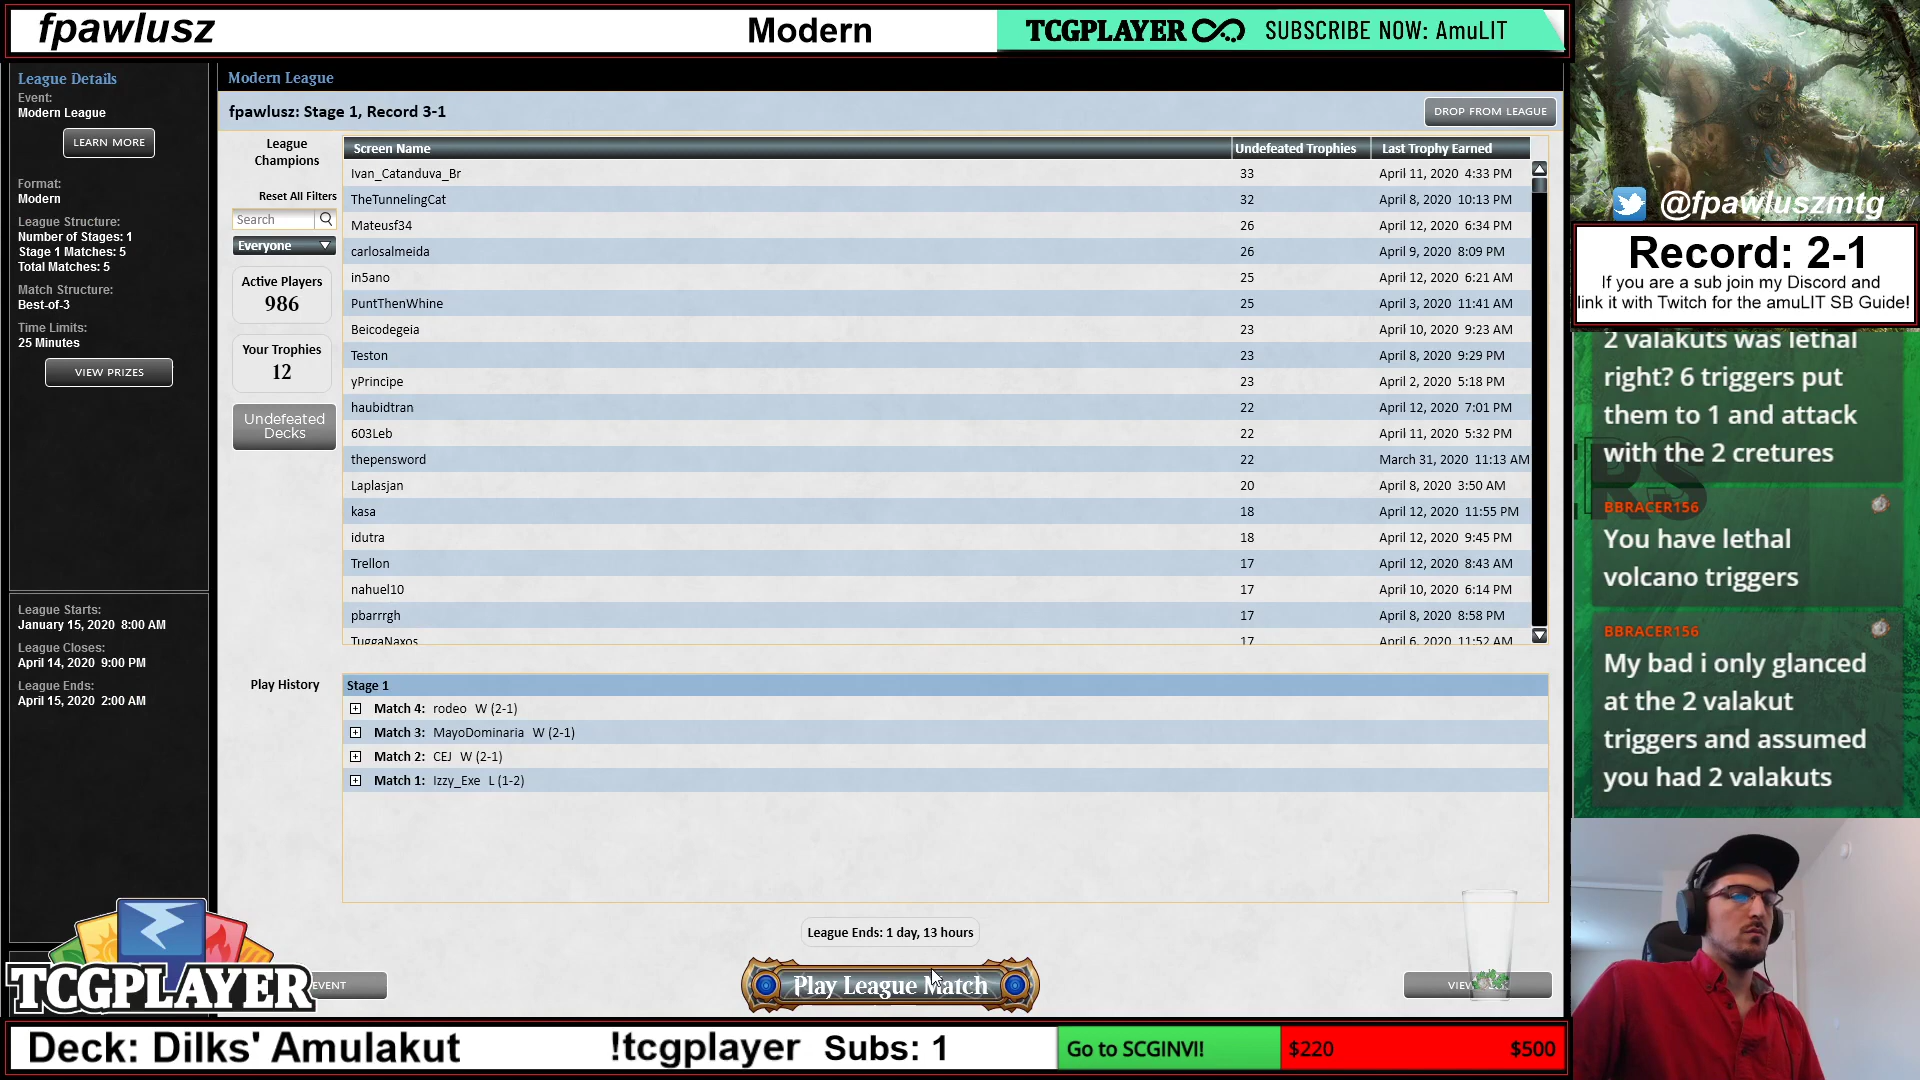 fpawlusz
Modern
TCGPLAYER SUBSCRIBE NOW: AmuLIT
League Details
Event:
Modern League
LEARN MORE
Format:
Modern
League Structure:
Number of Stages: 1
Stage 1 Matches: 5
Total Matches: 5
Match Structure:
Best-of-3
Time Limits:
25 Minutes
VIEW PRIZES
League Starts:
January 15, 2020 8:00 AM
League Closes:
April 14, 2020 9:00 PM
League Ends:
April 15, 2020 2:00 AM
Modern League
fpawlusz: Stage 1, Record 3-1
DROP FROM LEAGUE
League
Champions
Reset All Filters
Search
Everyone
Active Players
986
Your Trophies
12
Undefeated
Decks
Screen Name Undefeated Trophies Last Trophy Earned
Ivan_Catanduva_Br 33 April 11, 2020 4:33 PM
TheTunnelingCat 32 April 8, 2020 10:13 PM
Mateusf34 26 April 12, 2020 6:34 PM
carlosalmeida 26 April 9, 2020 8:09 PM
in5ano 25 April 12, 2020 6:21 AM
PuntThenWhine 25 April 3, 2020 11:41 AM
Beicodegeia 23 April 10, 2020 9:23 AM
Teston 23 April 8, 2020 9:29 PM
yPrincipe 23 April 2, 2020 5:18 PM
haubidtran 22 April 12, 2020 7:01 PM
603Leb 22 April 11, 2020 5:32 PM
thepensword 22 March 31, 2020 11:13 AM
Laplasjan 20 April 8, 2020 3:50 AM
kasa 18 April 12, 2020 11:55 PM
idutra 18 April 12, 2020 9:45 PM
Trellon 17 April 12, 2020 8:43 AM
nahuel10 17 April 10, 2020 6:14 PM
pbarrrgh 17 April 8, 2020 8:58 PM
TuggaNaxos 17 April 6, 2020 11:52 AM
Play History
Stage 1
Match 4: rodeo W (2-1)
Match 3: MayoDominaria W (2-1)
Match 2: CEJ W (2-1)
Match 1: Izzy_Exe L (1-2)
League Ends: 1 day, 13 hours
Play League Match
EVENT
VIEW
TCGPLAYER
@fpawluszmtg
Record: 2-1
If you are a sub join my Discord and
link it with Twitch for the amuLIT SB Guide!
2 valakuts was lethal
right? 6 triggers put
them to 1 and attack
with the 2 cretures
BBRACER156
You have lethal
volcano triggers
BBRACER156
My bad i only glanced
at the 2 valakut
triggers and assumed
you had 2 valakuts
Deck: Dilks' Amulakut
!tcgplayer Subs: 1
Go to SCGINVI!
$220
$500